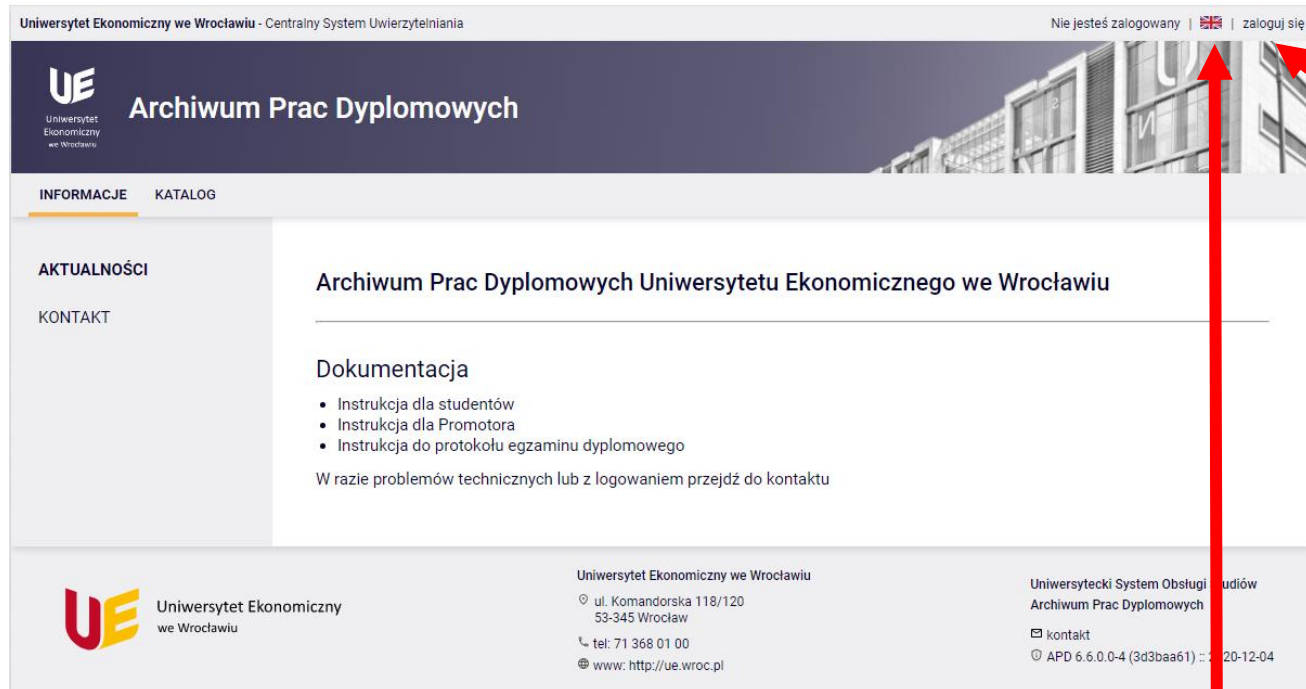 Uniwersytet Ekonomiczny we Wrocławiu - Centralny System Uwierzytelniania
Nie jesteś zalogowany | | zaloguj się
UE
Uniwersytet
Ekonomiczny
we Wrocławiu
Archiwum Prac Dyplomowych
INFORMACJE KATALOG
AKTUALNOŚCI
KONTAKT
Archiwum Prac Dyplomowych Uniwersytetu Ekonomicznego we Wrocławiu
Dokumentacja
• Instrukcja dla studentów
• Instrukcja dla Promotora
• Instrukcja do protokołu egzaminu dyplomowego
W razie problemów technicznych lub z logowaniem przejdź do kontaktu
UE
Uniwersytet Ekonomiczny
we Wrocławiu
Uniwersytet Ekonomiczny we Wrocławiu
ul. Komandorska 118/120
53-345 Wrocław
tel: 71 368 01 00
www: http://ue.wroc.pl
Uniwersytecki System Obsługi
Archiwum Prac Dyplomowych
kontakt
APD 6.6.0.0-4 (3d3baa61) ::